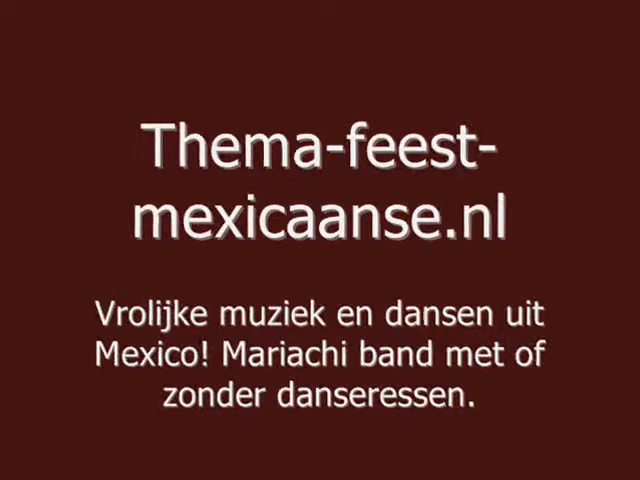 Thema-feest-
mexicaanse.nl
Vrolijke muziek en dansen uit
Mexico! Mariachi band met of
zonder danseressen.